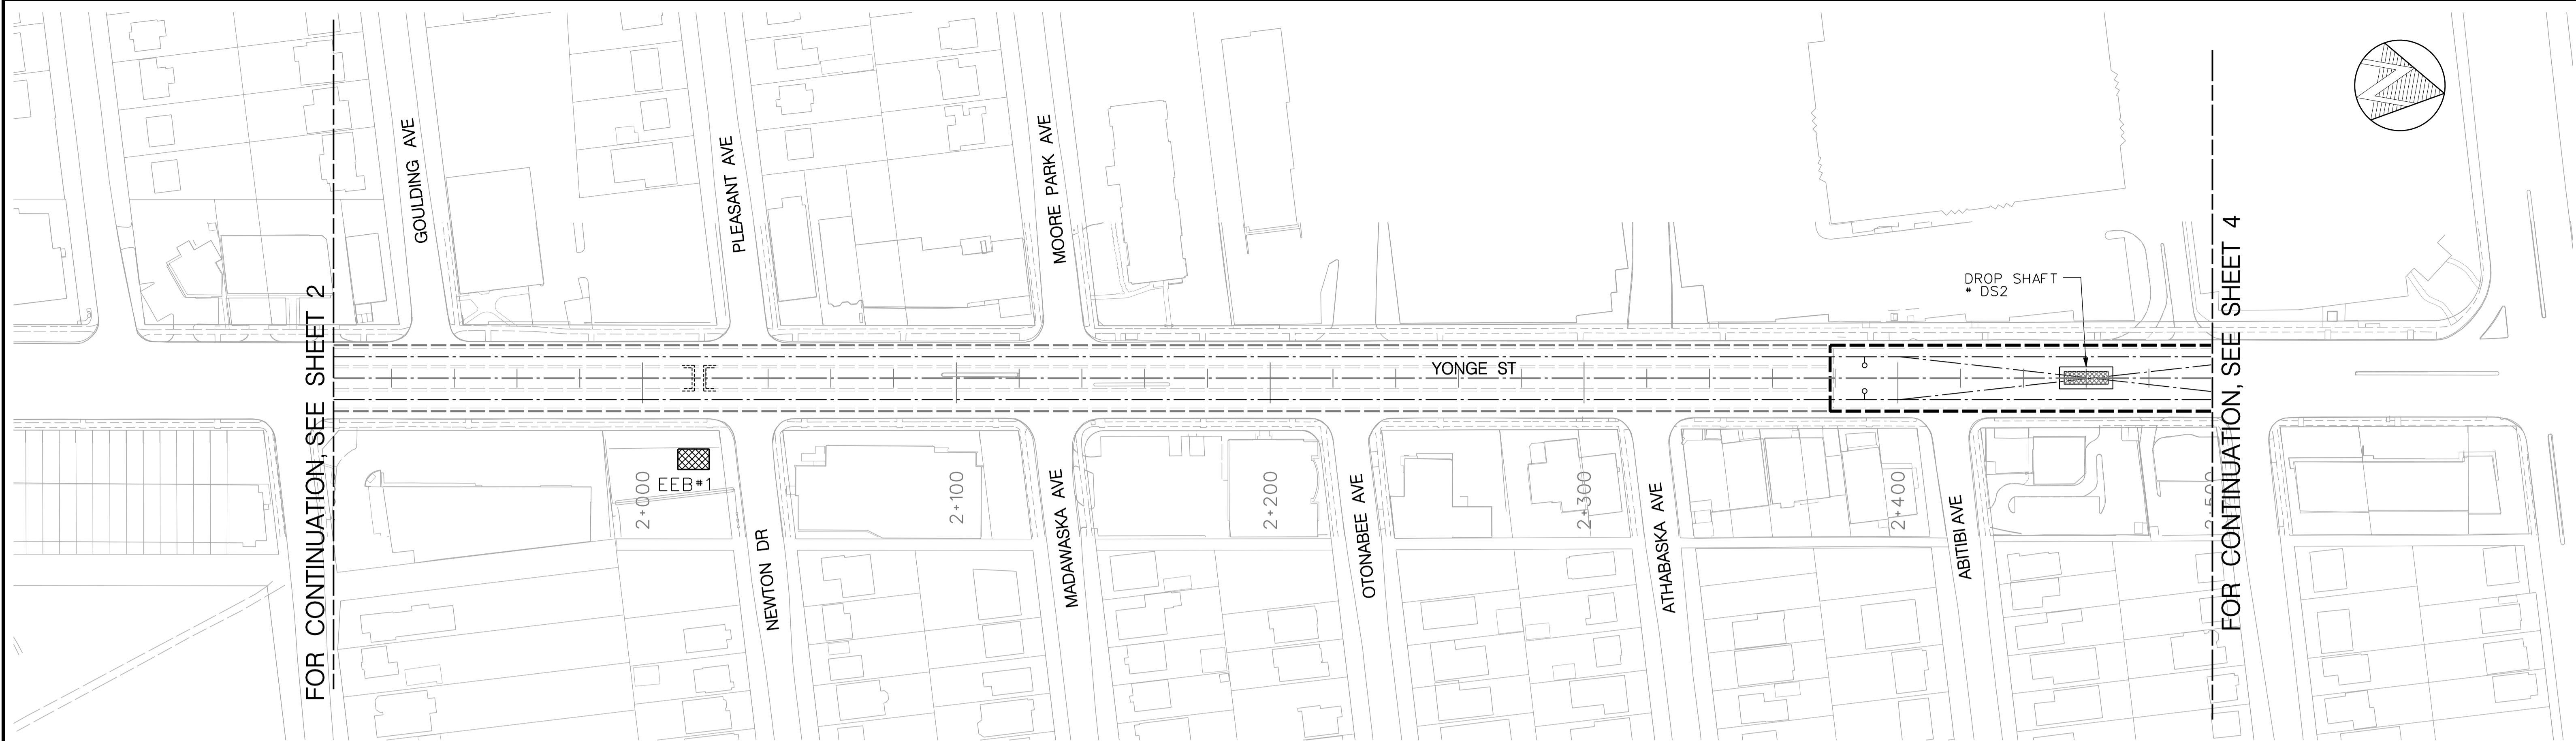 FOR CONTINUATION, SEE SHEET 2
GOULDING AVE
PLEASANT AVE
MOORE PARK AVE
DROP SHAFT
# DS2
FOR CONTINUATION, SEE SHEET 4
YONGE ST
EEB#1
2+000
2+100
2+200
2+300
2+400
2+500
NEWTON DR
MADAWASKA AVE
OTONABEE AVE
ATHABASKA AVE
ABITIBI AVE